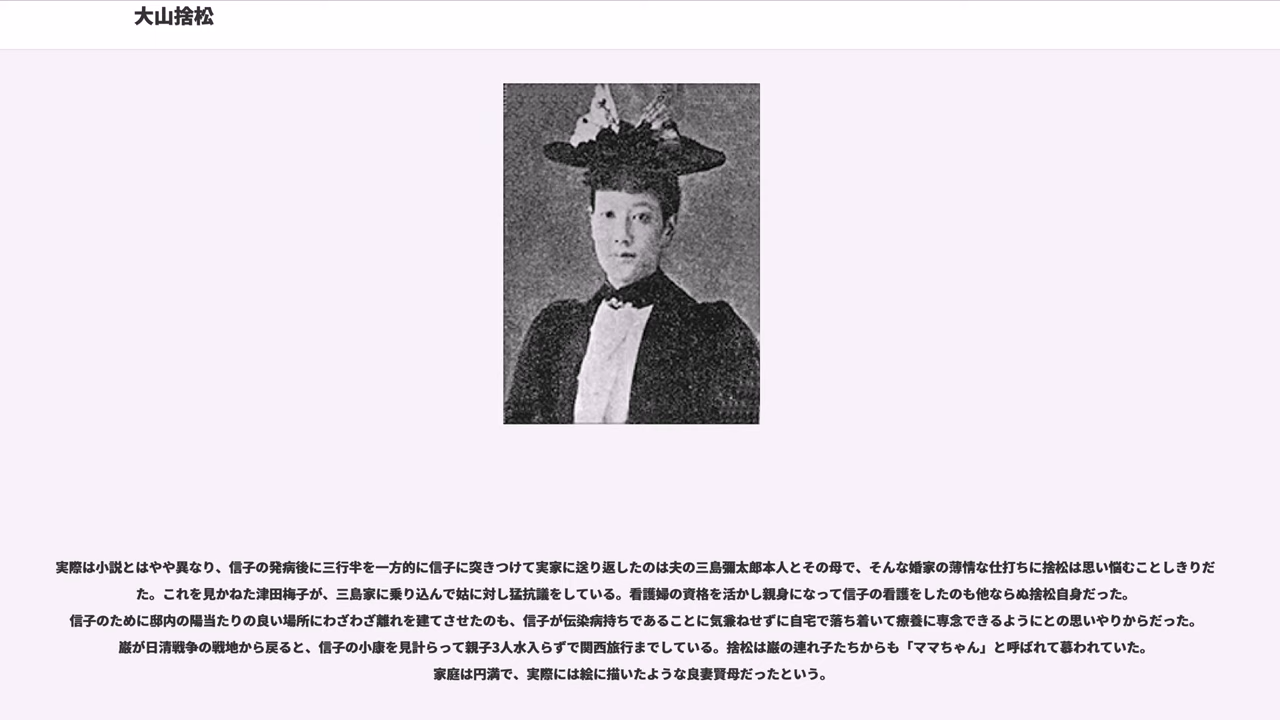 大山捨松
実際は小説とはやや異なり、信子の発病後に三行半を一方的に信子に突きつけて実家に送り返したのは夫の三島彌太郎本人とその母で、そんな婚家の薄情な仕打ちに捨松は思い悩むことしきりだ
た。これを見かねた津田梅子が、三島家に乗り込んで姑に対し猛抗議をしている。看護婦の資格を活かし親身になって信子の看護をしたのも他ならぬ捨松自身だった。
信子のために邸内の陽当たりの良い場所にわざわざ離れを建てさせたのも、信子が伝染病持ちであることに気兼ねせずに自宅で落ち着いて療養に専念できるようにとの思いやりからだった。
巌が日清戦争の戦地から戻ると、信子の小康を見計らって親子3人水入らずで関西旅行までしている。捨松は巌の連れ子たちからも「ママちゃん」と呼ばれて慕われていた。
家庭は円満で、実際には絵に描いたような良妻賢母だったという。